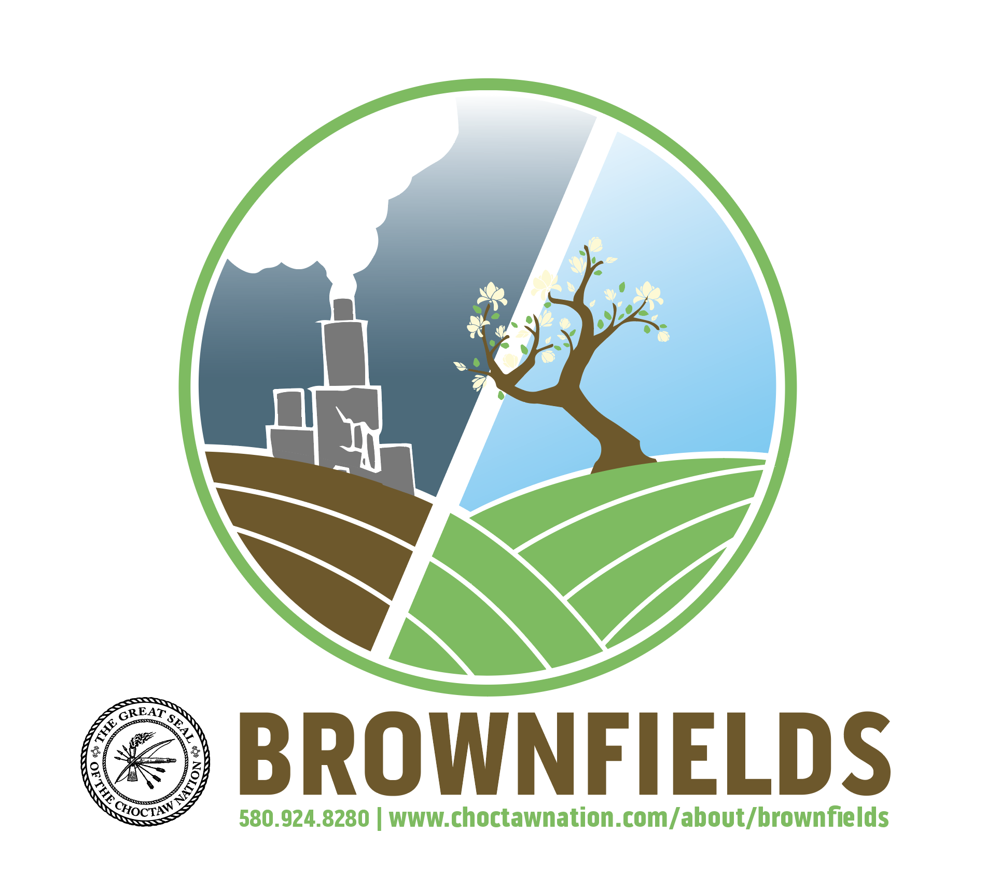 THE GREAT SEAL
OF THE CHOCTAW NATION
BROWNFIELDS
580.924.8280 | www.choctawnation.com/about/brownfields